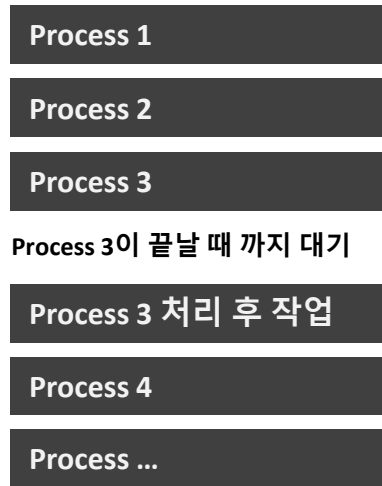 Process 1
Process 2
Process 3
Process 3이 끝날 때 까지 대기
Process 3 처리 후 작업
Process 4
Process ...